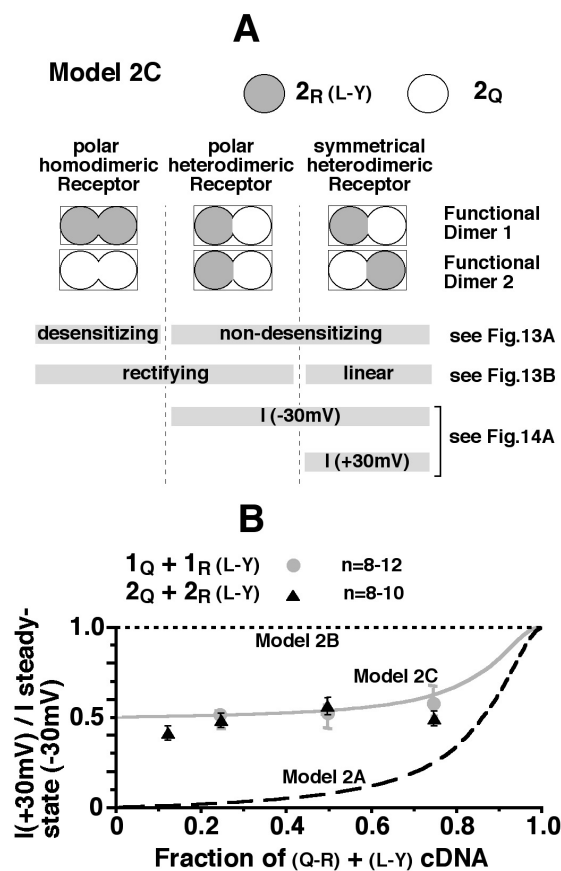 A
Model 2C
2R (L-Y)
2Q
polar homodimeric Receptor
polar heterodimeric Receptor
symmetrical heterodimeric Receptor
Functional Dimer 1
Functional Dimer 2
desensitizing
non-desensitizing
see Fig.13A
rectifying
linear
see Fig.13B
I (-30mV)
see Fig.14A
I (+30mV)
B
1Q + 1R (L-Y)
n=8-12
2Q + 2R (L-Y)
n=8-10
I(+30mV) / I steady-
state (-30mV)
1.0
0.5
0
Model 2B
Model 2C
Model 2A
0
0.2
0.4
0.6
0.8
1.0
Fraction of (Q-R) + (L-Y) cDNA